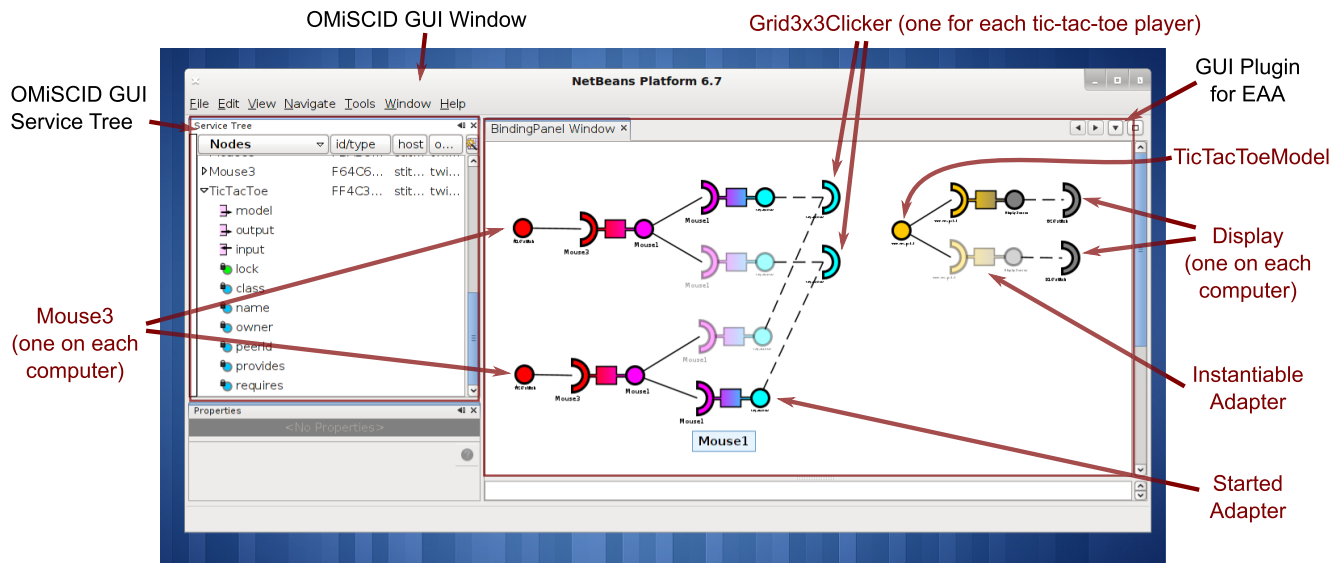 OMiSCID GUI Window
Grid3x3Clicker (one for each tic-tac-toe player)
OMiSCID GUI
Service Tree
GUI Plugin
for EAA
NetBeans Platform 6.7
File Edit View Navigate Tools Window Help
Service Tree
Nodes id/type host o...
Mouse3 F64C6... stit... twi...
TicTacToe FF4C3... stit... twi...
model
output
input
lock
class
name
owner
peerId
provides
requires
Properties
<No Properties>
BindingPanel Window
Mouse1
Mouse3
Mouse1
Mouse1
Mouse1
Mouse3
Mouse1
Mouse1
Mouse1
TicTacToeModel
Display
(one on each
computer)
Mouse3
(one on each
computer)
Instantiable
Adapter
Started
Adapter